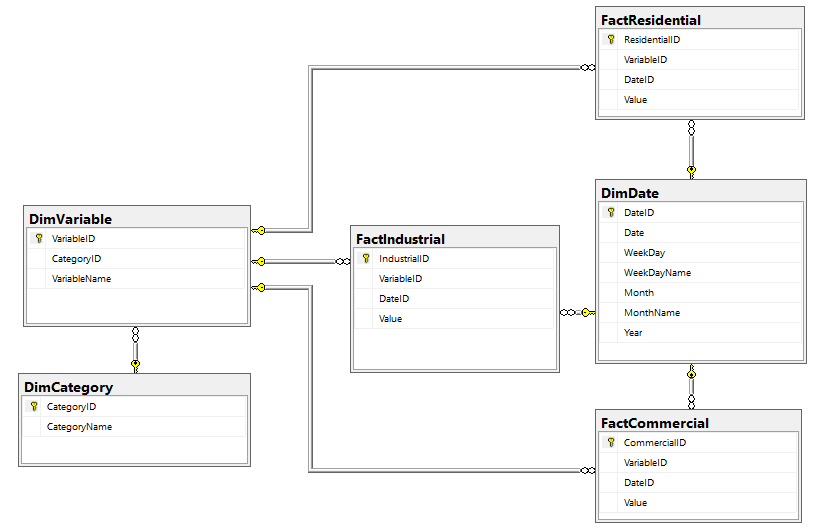 FactResidential
ResidentialID
VariableID
DateID
Value
DimDate
DateID
Date
WeekDay
WeekDayName
Month
MonthName
Year
DimVariable
VariableID
CategoryID
VariableName
FactIndustrial
IndustrialID
VariableID
DateID
Value
DimCategory
CategoryID
CategoryName
FactCommercial
CommercialID
VariableID
DateID
Value